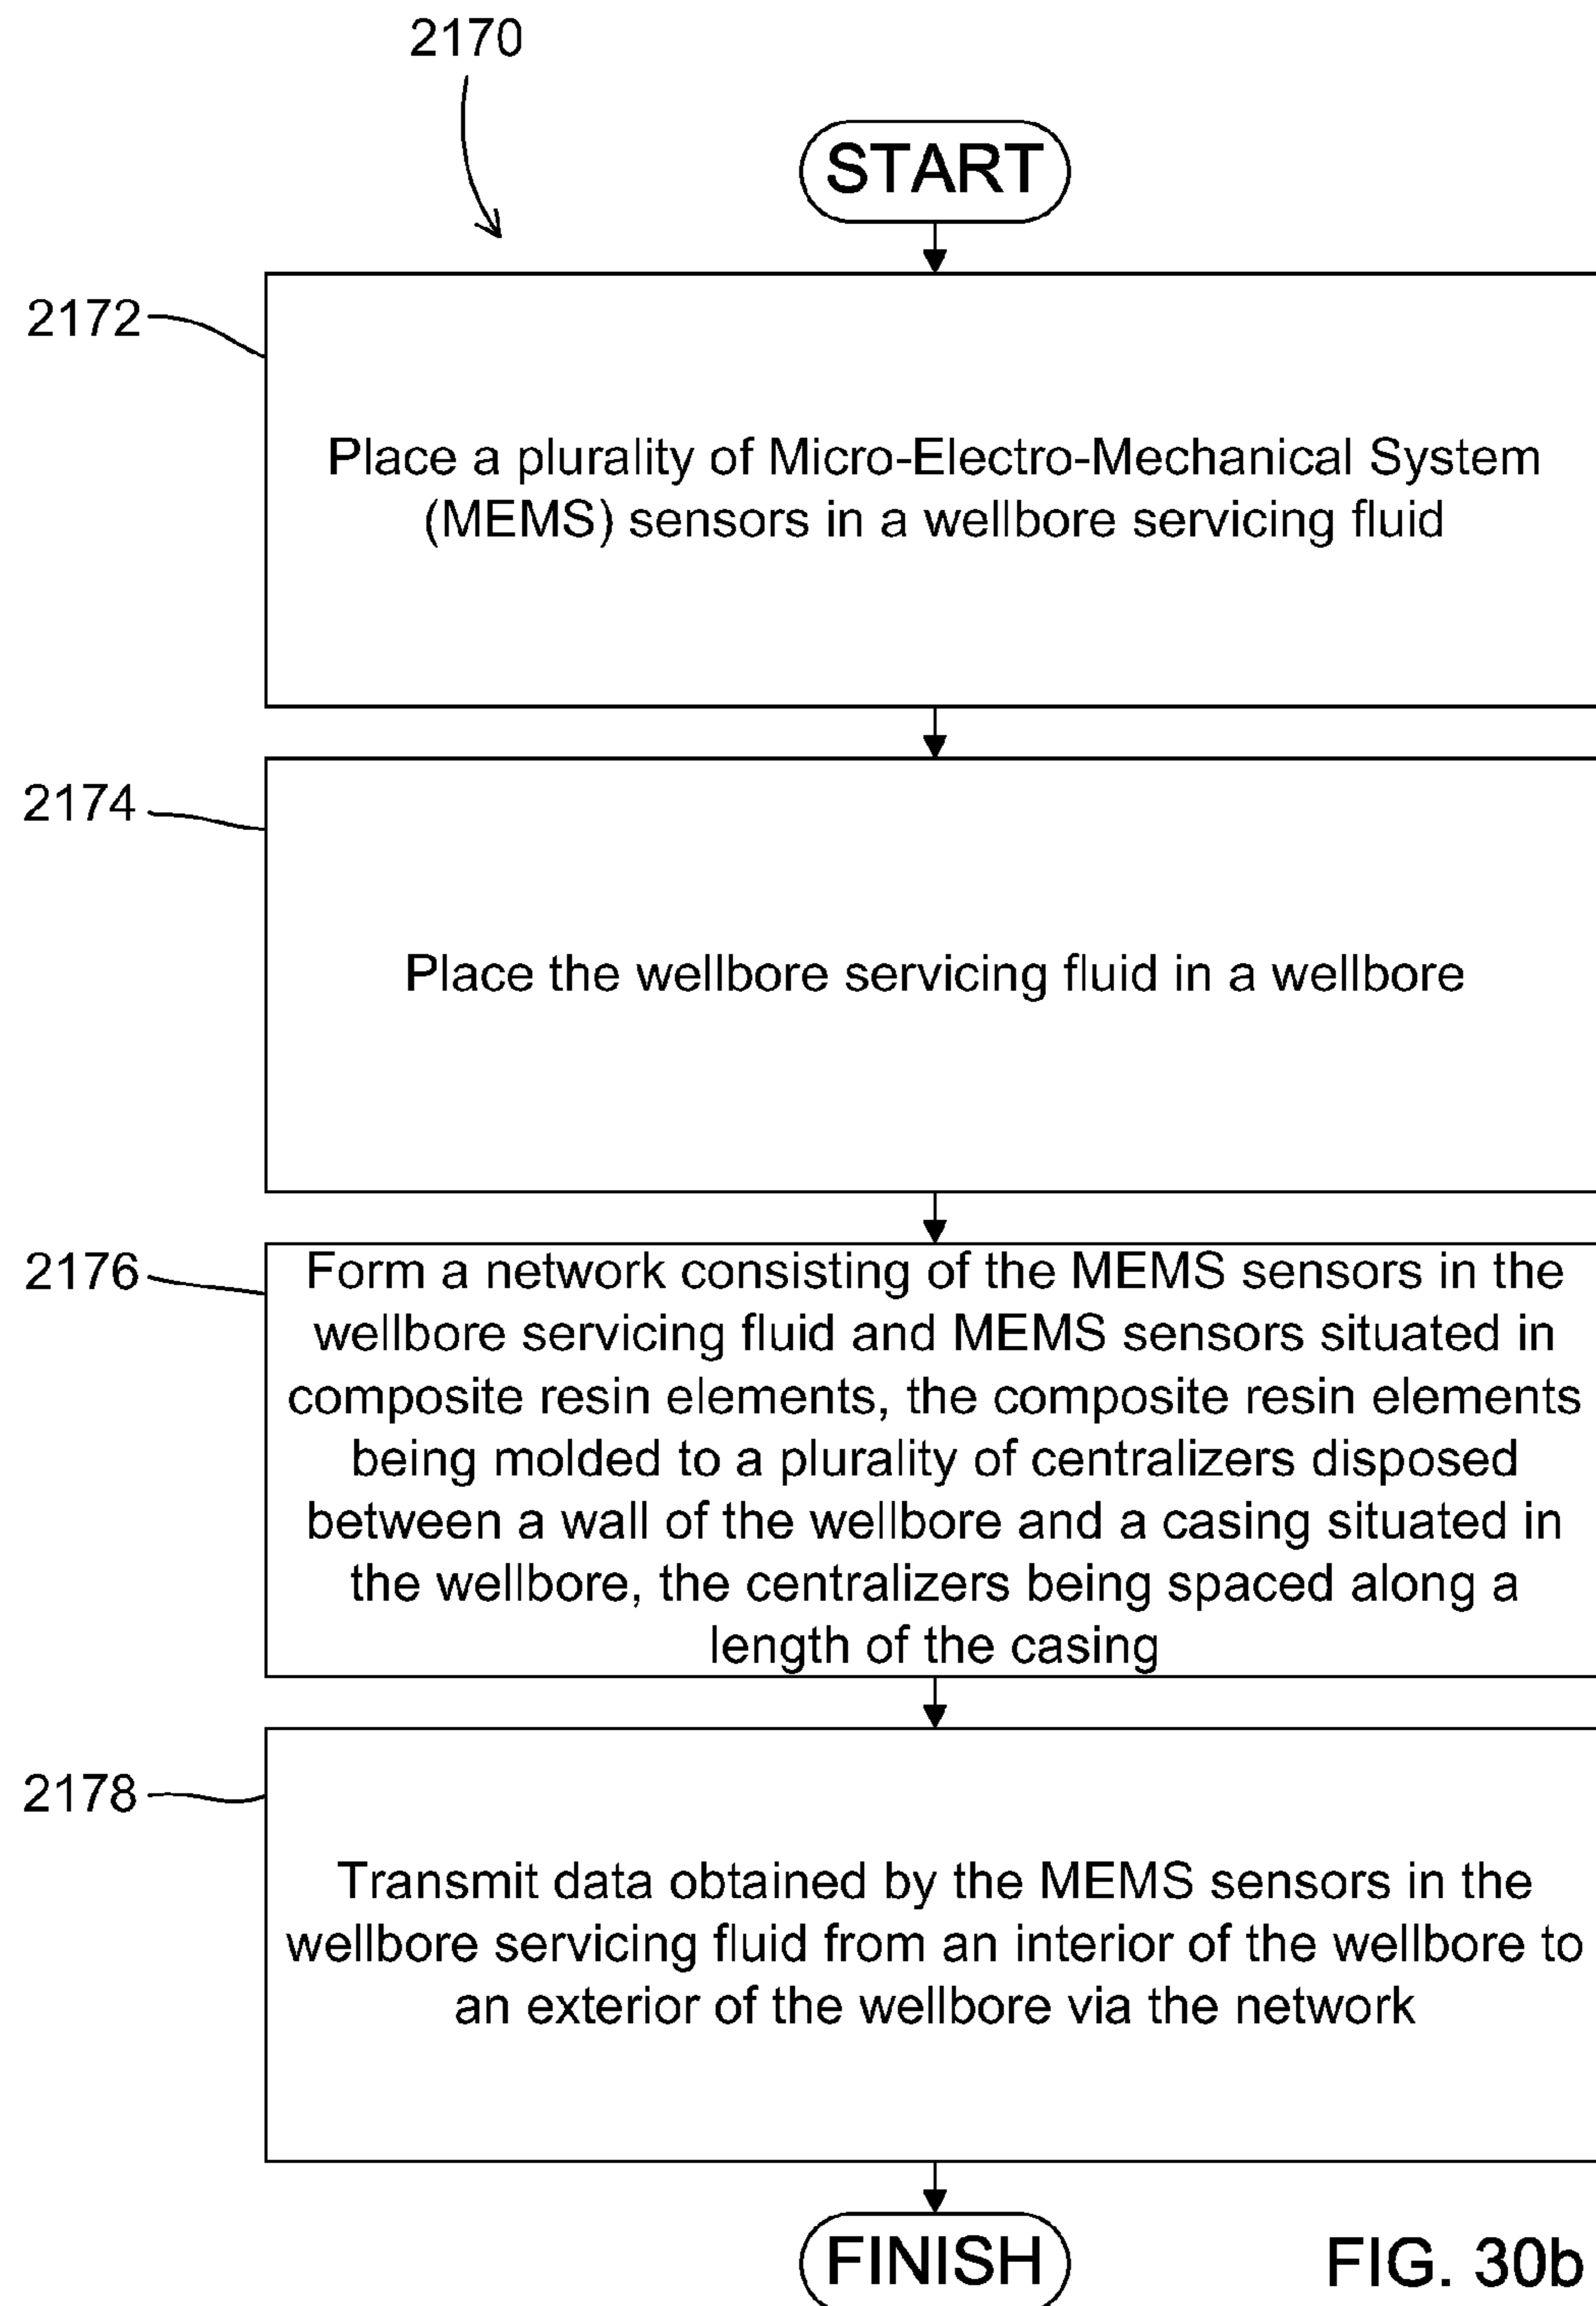 2170
START
2172
Place a plurality of Micro-Electro-Mechanical System
(MEMS) sensors in a wellbore servicing fluid
2174
Place the wellbore servicing fluid in a wellbore
2176
Form a network consisting of the MEMS sensors in the
wellbore servicing fluid and MEMS sensors situated in
composite resin elements, the composite resin elements
being molded to a plurality of centralizers disposed
between a wall of the wellbore and a casing situated in
the wellbore, the centralizers being spaced along a
length of the casing
2178
Transmit data obtained by the MEMS sensors in the
wellbore servicing fluid from an interior of the wellbore to
an exterior of the wellbore via the network
FINISH
FIG. 30b